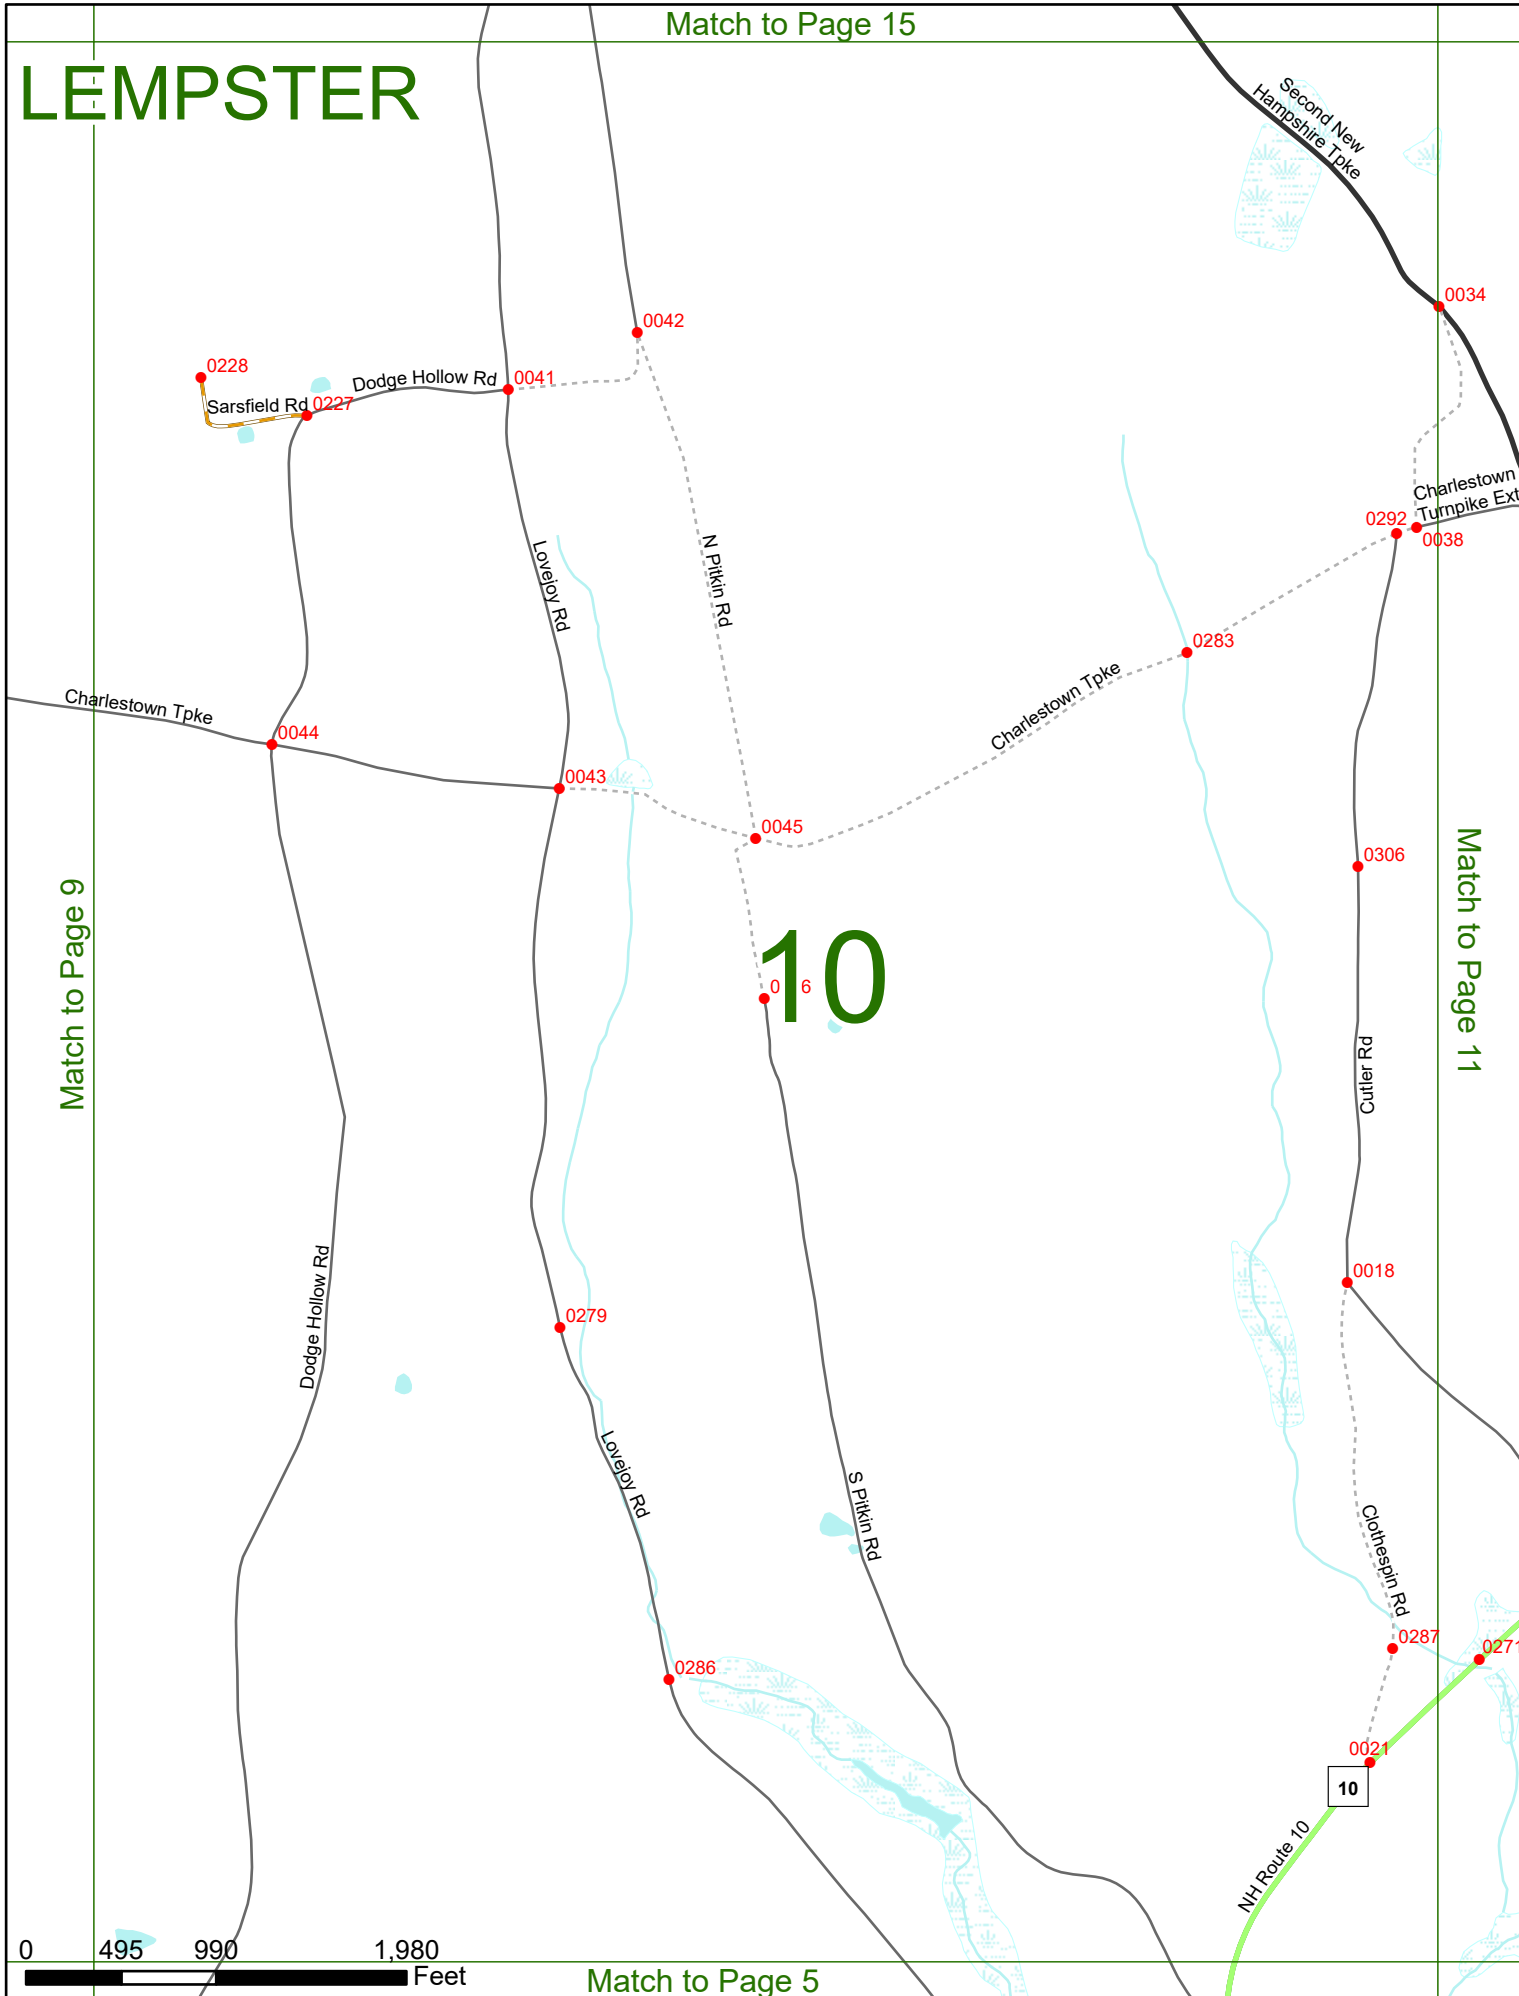 Match to Page 15
LEMPSTER
Second New
Hampshire Tpke
0034
0042
0228
Dodge Hollow Rd
0041
Sarsfield Rd
0227
Charlestown
Turnpike Ext
0292
0038
Lovejoy Rd
N Pitkin Rd
0283
Charlestown Tpke
Charlestown Tpke
0044
0043
0045
0306
Match to Page 9
Match to Page 11
10
Cutler Rd
0018
Dodge Hollow Rd
0279
Lovejoy Rd
S Pitkin Rd
Clothespin Rd
0287
0271
0286
0021
10
NH Route 10
0 495 990 1,980
Feet
Match to Page 5